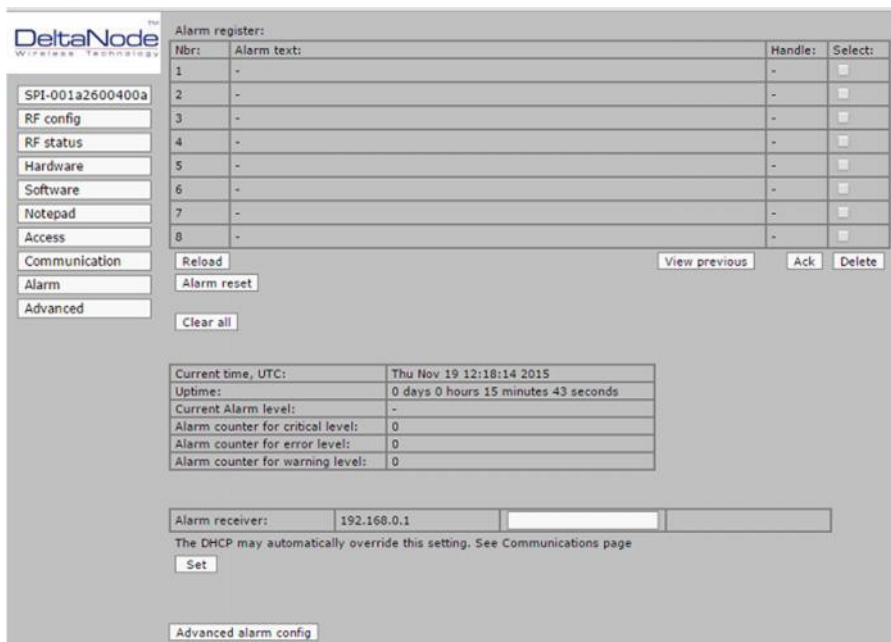 DeltaNode TM
Wireless Technology
SPI-001a2600400a
RF config
RF status
Hardware
Software
Notepad
Access
Communication
Alarm
Advanced
Alarm register:
Nbr: Alarm text: Handle: Select:
1 - -
2 - -
3 - -
4 - -
5 - -
6 - -
7 - -
8 - -
Reload View previous Ack Delete
Alarm reset
Clear all
Current time, UTC: Thu Nov 19 12:18:14 2015
Uptime: 0 days 0 hours 15 minutes 43 seconds
Current Alarm level: -
Alarm counter for critical level: 0
Alarm counter for error level: 0
Alarm counter for warning level: 0
Alarm receiver: 192.168.0.1
The DHCP may automatically override this setting. See Communications page
Set
Advanced alarm config